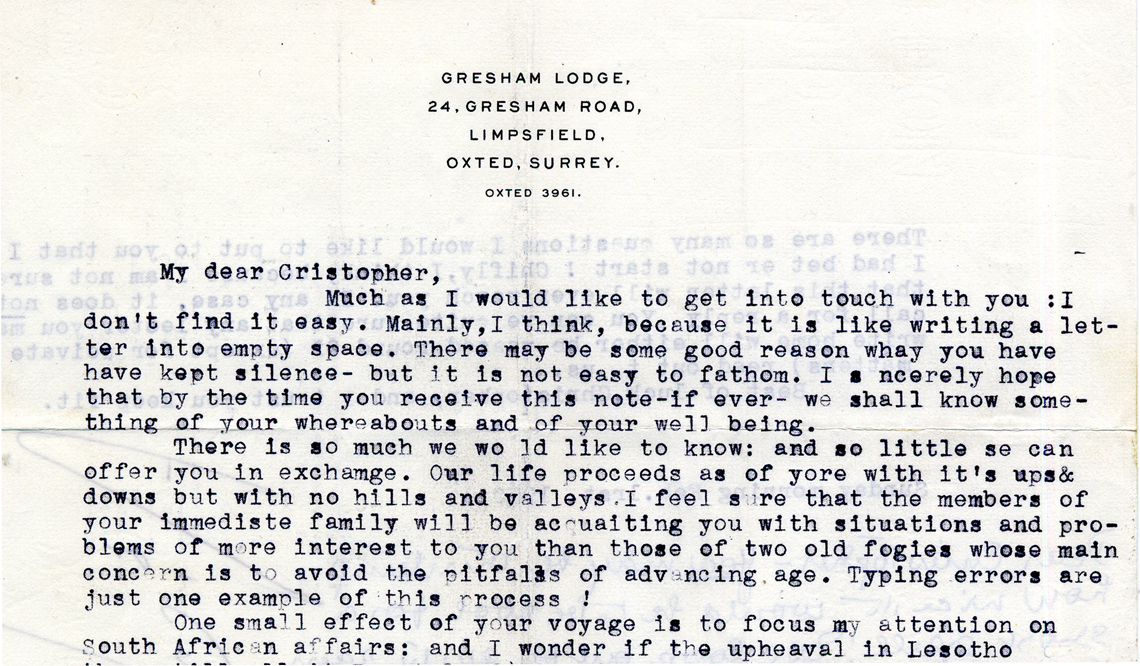 GRESHAM LODGE,
24, GRESHAM ROAD,
LIMPSFIELD,
OXTED, SURREY.
OXTED 3961.
My dear Cristopher,
Much as I would like to get into touch with you :I
don't find it easy. Mainly,I think, because it is like writing a let-
ter into empty space. There may be some good reason whay you have
have kept silence- but it is not easy to fathom. I s ncerely hope
that by the time you receive this note-if ever- we shall know some-
thing of your whereabouts and of your well being.
There is so much we wo ld like to know: and so little se can
offer you in exchamge. Our life proceeds as of yore with it's ups&
downs but with no hills and valleys.I feel sure that the members of
your immediste family will be acquaiting you with situations and pro-
blems of more interest to you than those of two old fogies whose main
concern is to avoid the pitfalls of advancing age. Typing errors are
just one example of this process !
One small effect of your voyage is to focus my attention on
South African affairs: and I wonder if the upheaval in Lesotho